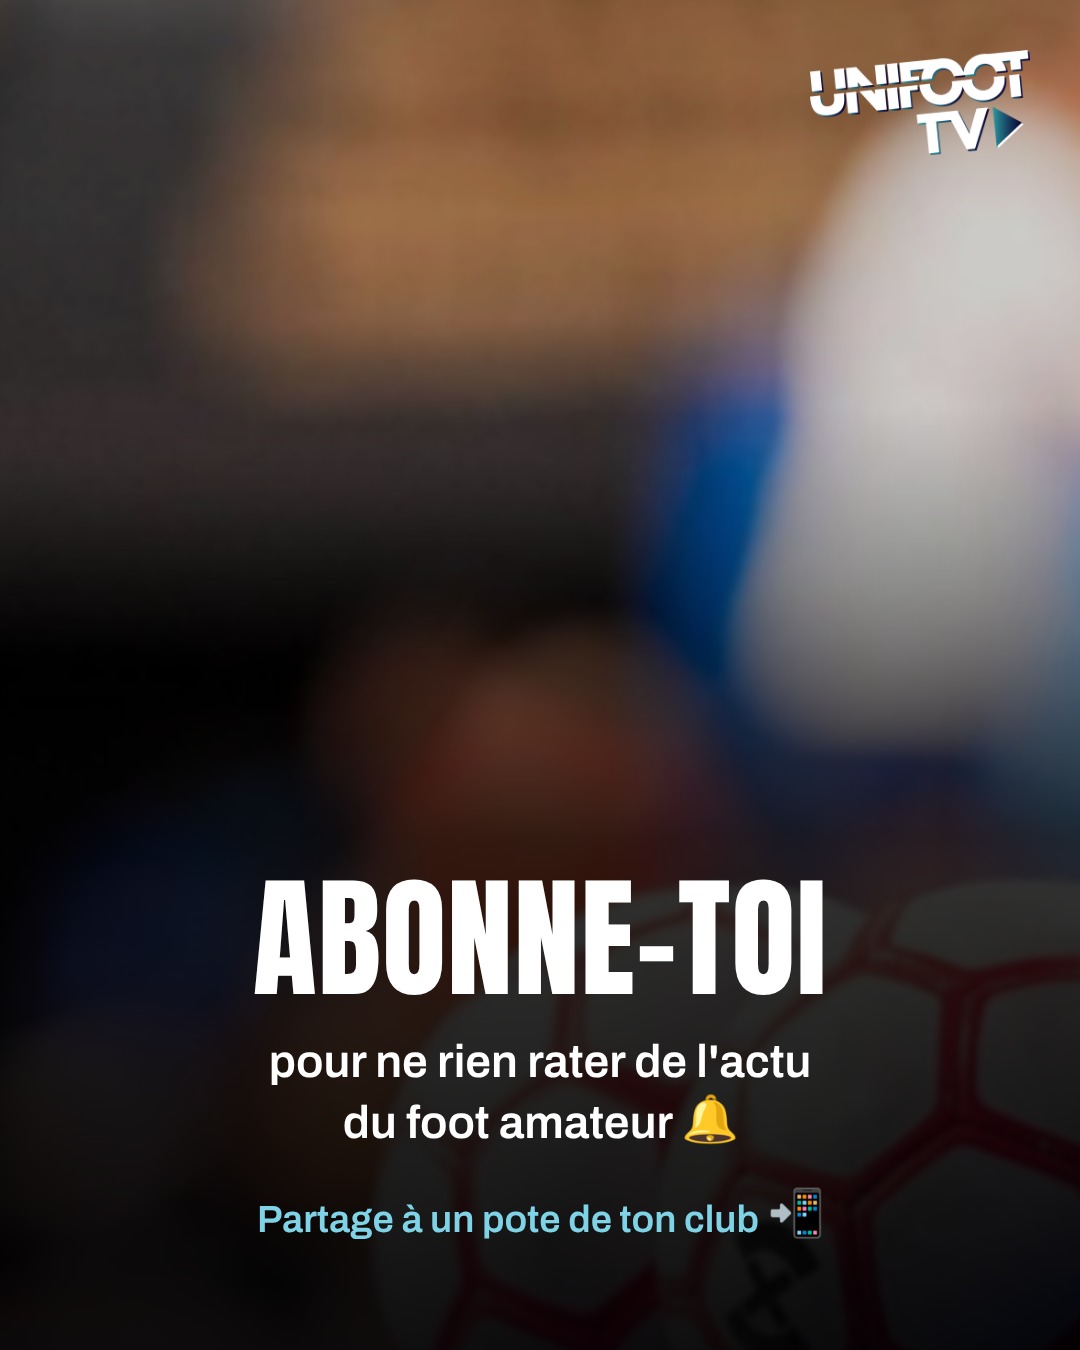 UNIFOOT
TV
ABONNE-TOI
pour ne rien rater de l'actu
du foot amateur 🔔
Partage à un pote de ton club 📲